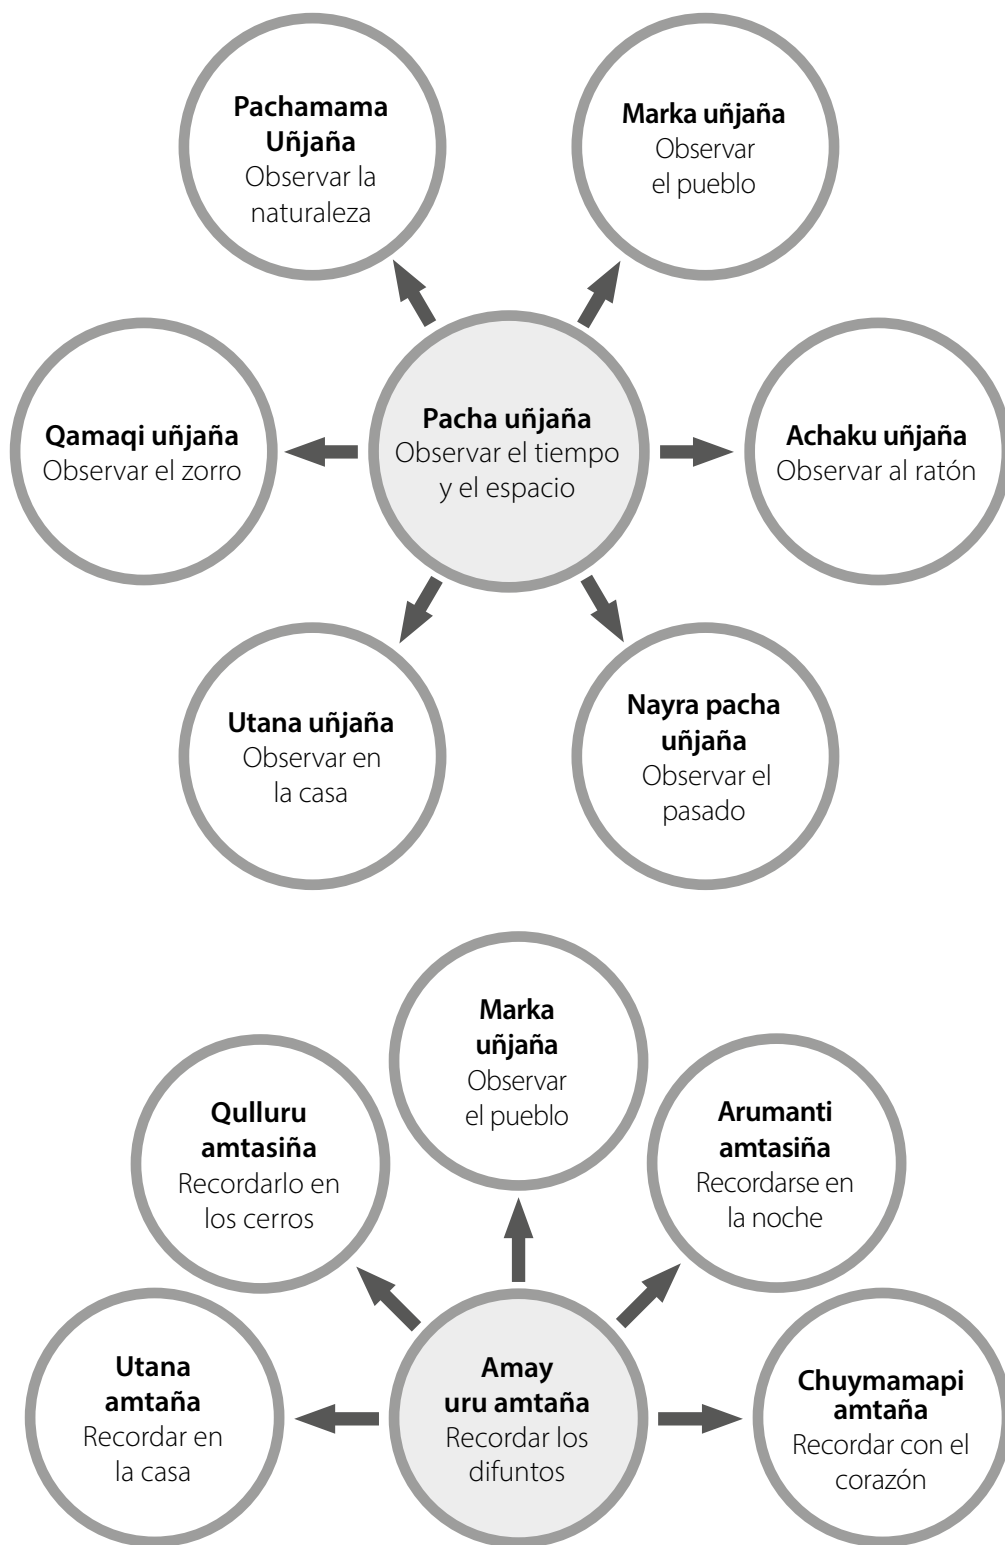 Pachamama
Uñjaña
Observar la
naturaleza
Marka uñjaña
Observar
el pueblo
Qamaqi uñjaña
Observar el zorro
Pacha uñjaña
Observar el tiempo
y el espacio
Achaku uñjaña
Observar al ratón
Utana uñjaña
Observar en
la casa
Nayra pacha
uñjaña
Observar el
pasado
Marka
uñjaña
Observar
el pueblo
Qulluru
amtasiña
Recordarlo en
los cerros
Arumanti
amtasiña
Recordarse en
la noche
Utana
amtaña
Recordar en
la casa
Amay
uru amtaña
Recordar los
difuntos
Chuymamapi
amtaña
Recordar con el
corazón